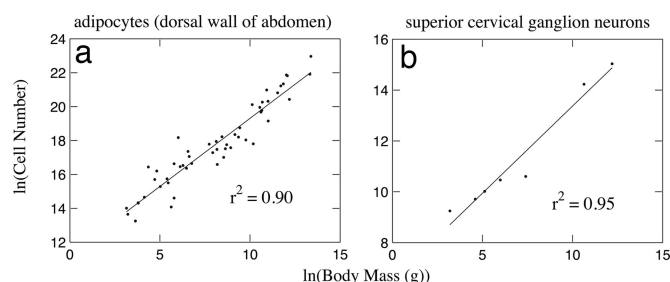 adipocytes (dorsal wall of abdomen)
superior cervical ganglion neurons
a
b
ln(Cell Number)
24
22
20
18
16
14
12
r² = 0.90
0
5
10
15
16
14
12
10
8
r² = 0.95
0
5
10
15
ln(Body Mass (g))